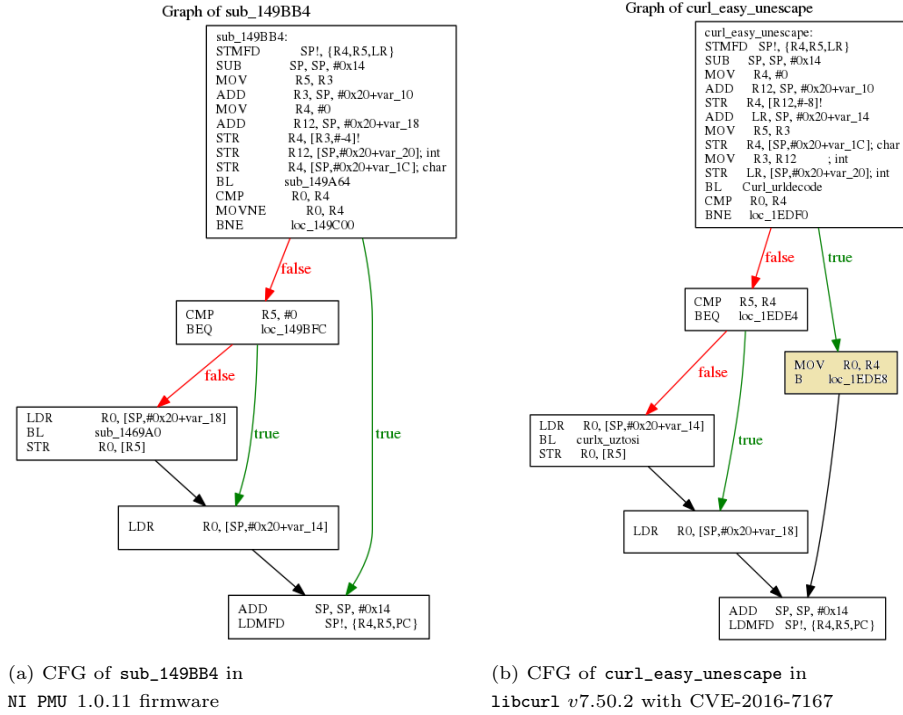 Graph of sub_149BB4
sub_149BB4:
STMFD SP!, {R4,R5,LR}
SUB SP, SP, #0x14
MOV R5, R3
ADD R3, SP, #0x20+var_10
MOV R4, #0
ADD R12, SP, #0x20+var_18
STR R4, [R3,#-4]!
STR R12, [SP,#0x20+var_20]; int
STR R4, [SP,#0x20+var_1C]; char
BL sub_149A64
CMP R0, R4
MOVNE R0, R4
BNE loc_149C00
false
CMP R5, #0
BEQ loc_149BFC
false
true
true
LDR R0, [SP,#0x20+var_18]
BL sub_1469A0
STR R0, [R5]
LDR R0, [SP,#0x20+var_14]
ADD SP, SP, #0x14
LDMFD SP!, {R4,R5,PC}
(a) CFG of sub_149BB4 in
NI PMU 1.0.11 firmware
Graph of curl_easy_unescape
curl_easy_unescape:
STMFD SP!, {R4,R5,LR}
SUB SP, SP, #0x14
MOV R4, #0
ADD R12, SP, #0x20+var_10
STR R4, [R12,#-8]!
ADD LR, SP, #0x20+var_14
MOV R5, R3
STR R4, [SP,#0x20+var_1C]; char
MOV R3, R12 ; int
STR LR, [SP,#0x20+var_20]; int
BL Curl_urldecode
CMP R0, R4
BNE loc_1EDF0
false
true
CMP R5, R4
BEQ loc_1EDE4
MOV R0, R4
B loc_1EDE8
false
true
LDR R0, [SP,#0x20+var_14]
BL curlx_uztosi
STR R0, [R5]
LDR R0, [SP,#0x20+var_18]
ADD SP, SP, #0x14
LDMFD SP!, {R4,R5,PC}
(b) CFG of curl_easy_unescape in
libcurl v7.50.2 with CVE-2016-7167